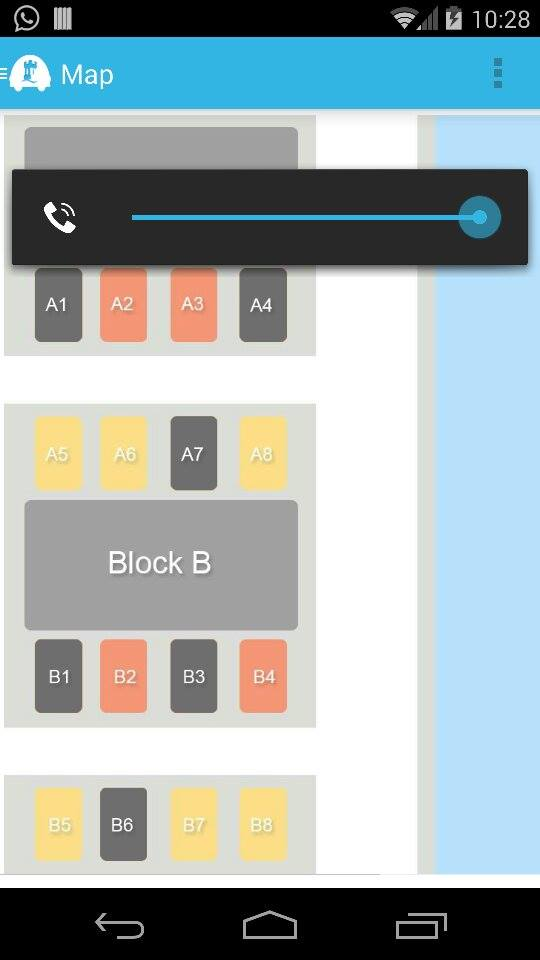 10:28
Map
A1 A2 A3 A4
A5 A6 A7 A8
Block B
B1 B2 B3 B4
B5 B6 B7 B8